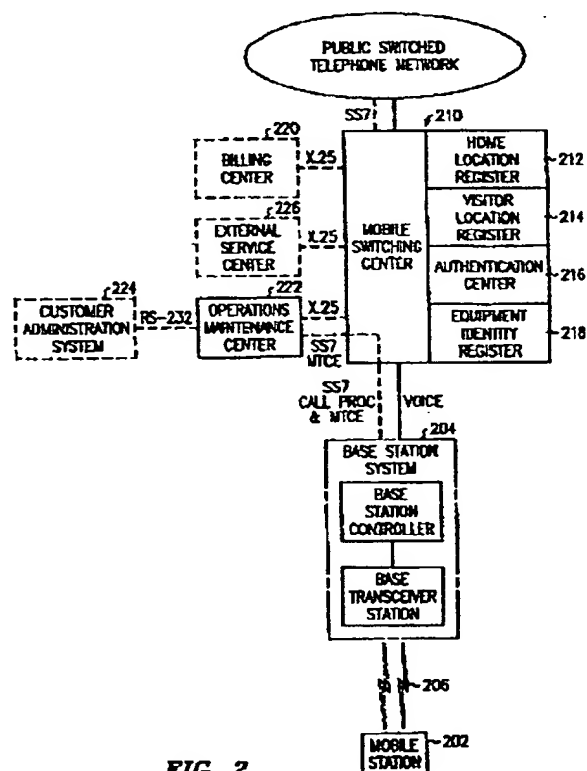 PUBLIC SWITCHED
TELEPHONE NETWORK
SS7
210
220
BILLING
CENTER
X.25
HOME
LOCATION
REGISTER
212
226
EXTERNAL
SERVICE
CENTER
X.25
MOBILE
SWITCHING
CENTER
VISITOR
LOCATION
REGISTER
214
AUTHENTICATION
CENTER
216
224
CUSTOMER
ADMINISTRATION
SYSTEM
RS-232
222
OPERATIONS
MAINTENANCE
CENTER
X.25
SS7
MTCE
EQUIPMENT
IDENTITY
REGISTER
218
SS7
CALL PROC
& MTCE
VOICE
204
BASE STATION
SYSTEM
BASE
STATION
CONTROLLER
BASE
TRANSCEIVER
STATION
206
MOBILE
STATION
202
FIG. 2